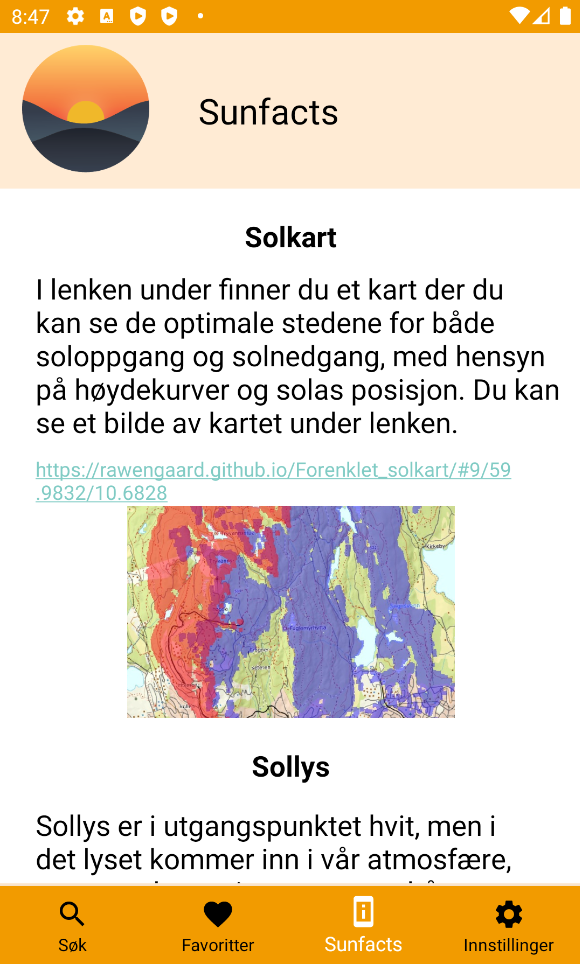 8:47
Sunfacts
Solkart
I lenken under finner du et kart der du
kan se de optimale stedene for både
soloppgang og solnedgang, med hensyn
på høydekurver og solas posisjon. Du kan
se et bilde av kartet under lenken.
https://rawengaard.github.io/Forenklet_solkart/#9/59
.9832/10.6828
Sollys
Sollys er i utgangspunktet hvit, men i
det lyset kommer inn i vår atmosfære,
Søk
Favoritter
Sunfacts
Innstillinger